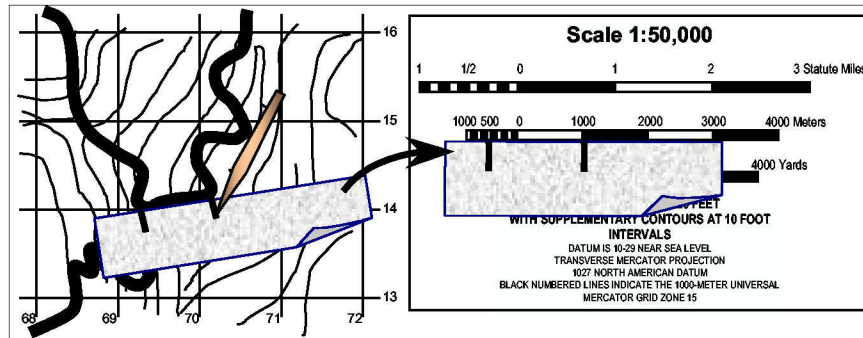 16
15
14
13
68 69 70 71 72
Scale 1:50,000
1 1/2 0 1 2 3 Statute Miles
1000 500 0 1000 2000 3000 4000 Meters
4000 Yards
FEET
WITH SUPPLEMENTARY CONTOURS AT 10 FOOT
INTERVALS
DATUM IS 10-29 NEAR SEA LEVEL
TRANSVERSE MERCATOR PROJECTION
1027 NORTH AMERICAN DATUM
BLACK NUMBERED LINES INDICATE THE 1000-METER UNIVERSAL
MERCATOR GRID ZONE 15